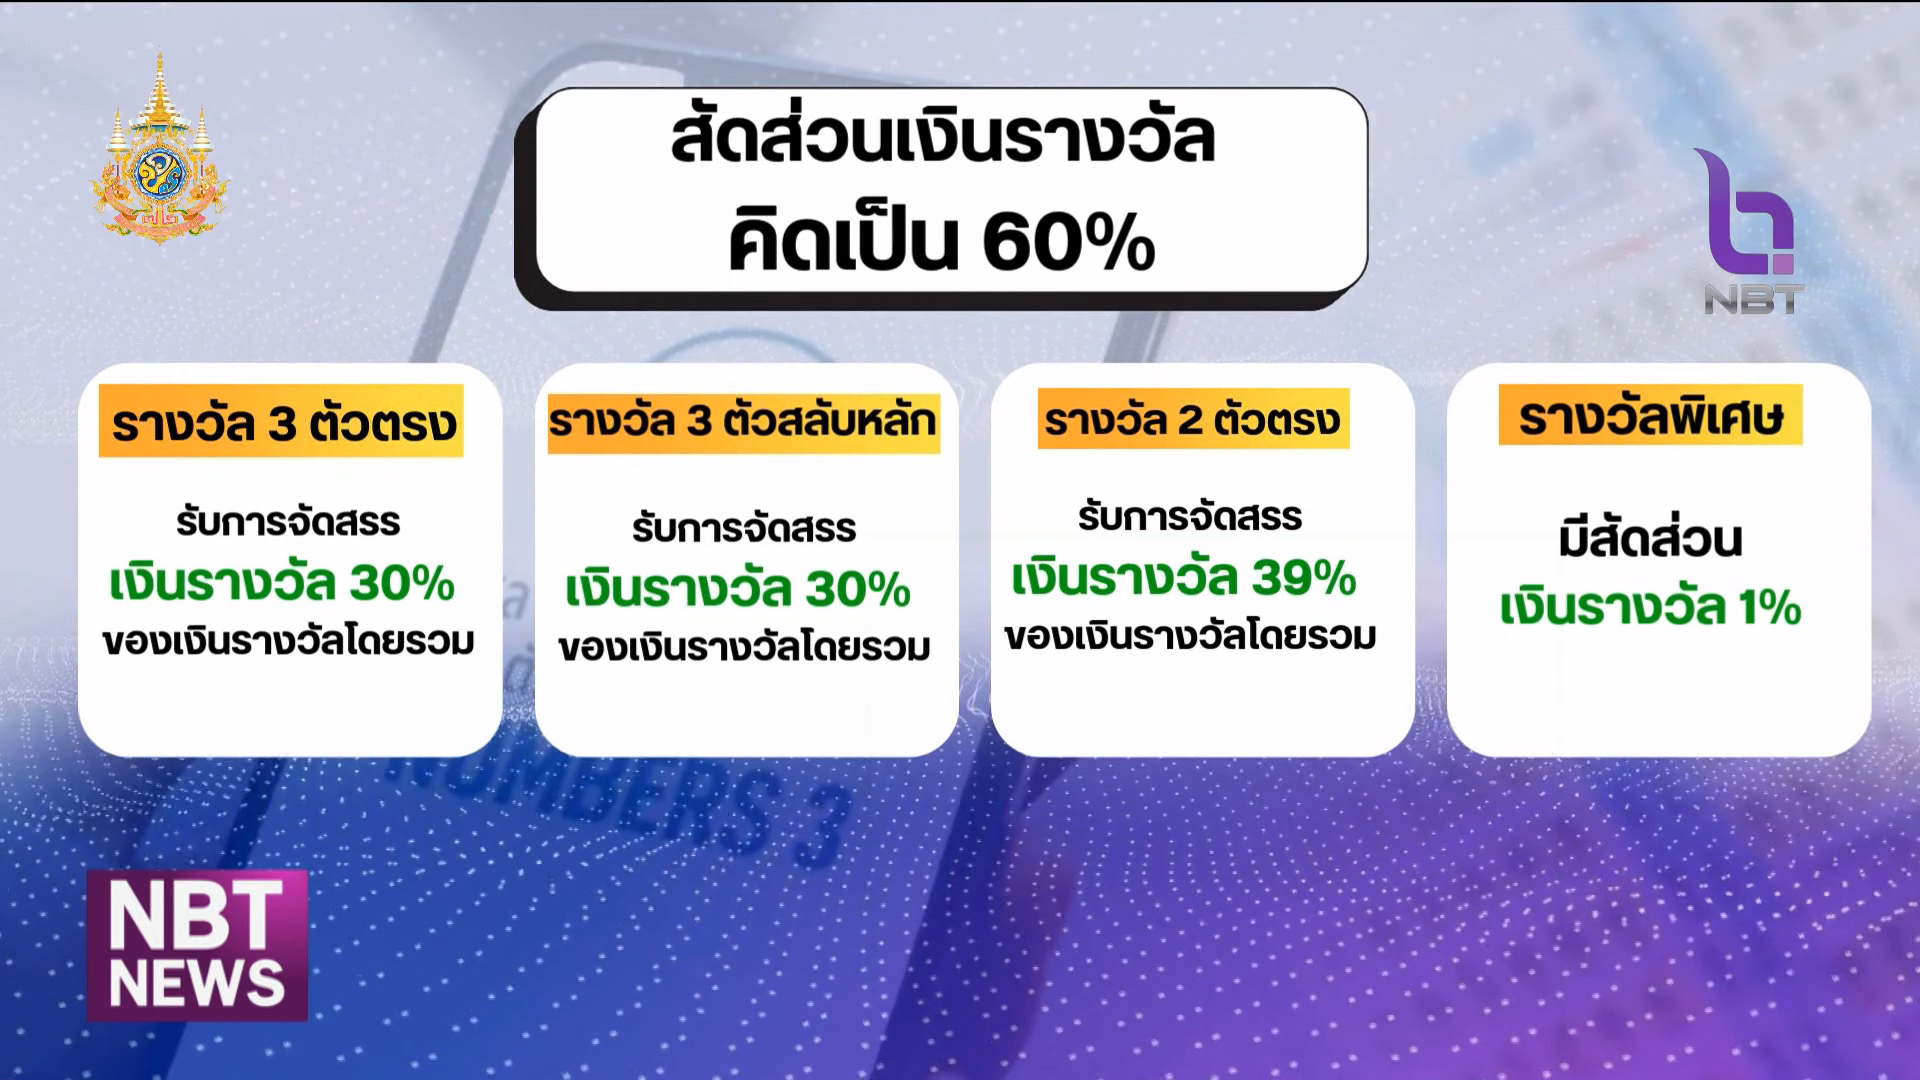 สัดส่วนเงินรางวัล
คิดเป็น 60%
NBT
รางวัล 3 ตัวตรง
รับการจัดสรร
เงินรางวัล 30%
ของเงินรางวัลโดยรวม
รางวัล 3 ตัวสลับหลัก
รับการจัดสรร
เงินรางวัล 30%
ของเงินรางวัลโดยรวม
รางวัล 2 ตัวตรง
รับการจัดสรร
เงินรางวัล 39%
ของเงินรางวัลโดยรวม
รางวัลพิเศษ
มีสัดส่วน
เงินรางวัล 1%
NUMBERS 3
NBT
NEWS